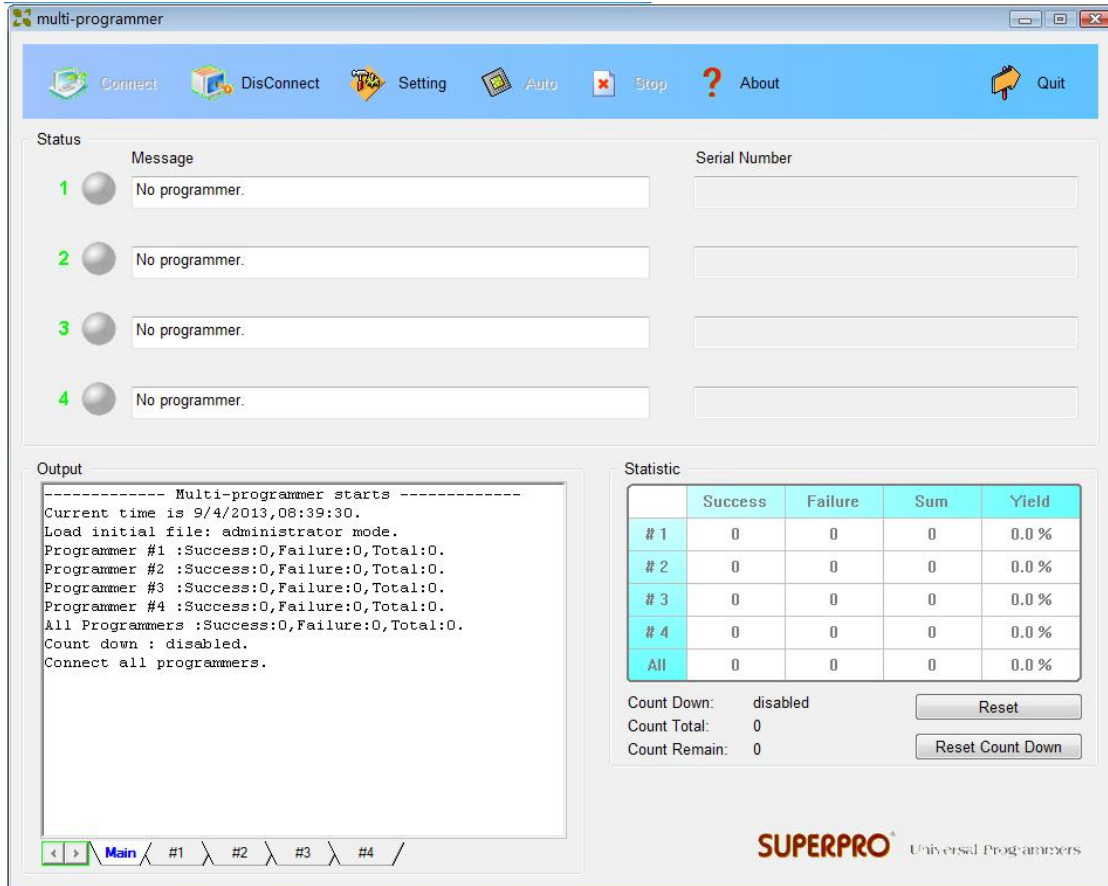 multi-programmer
Connect DisConnect Setting Auto Stop About Quit
Status
Message Serial Number
1 No programmer.
2 No programmer.
3 No programmer.
4 No programmer.
Output
------------- Multi-programmer starts -------------
Current time is 9/4/2013,08:39:30.
Load initial file: administrator mode.
Programmer #1 :Success:0,Failure:0,Total:0.
Programmer #2 :Success:0,Failure:0,Total:0.
Programmer #3 :Success:0,Failure:0,Total:0.
Programmer #4 :Success:0,Failure:0,Total:0.
All Programmers :Success:0,Failure:0,Total:0.
Count down : disabled.
Connect all programmers.
Main #1 #2 #3 #4
Statistic
Success Failure Sum Yield
# 1 0 0 0 0.0 %
# 2 0 0 0 0.0 %
# 3 0 0 0 0.0 %
# 4 0 0 0 0.0 %
All 0 0 0 0.0 %
Count Down: disabled
Count Total: 0
Count Remain: 0
Reset
Reset Count Down
SUPERPRO® Universal Programmers